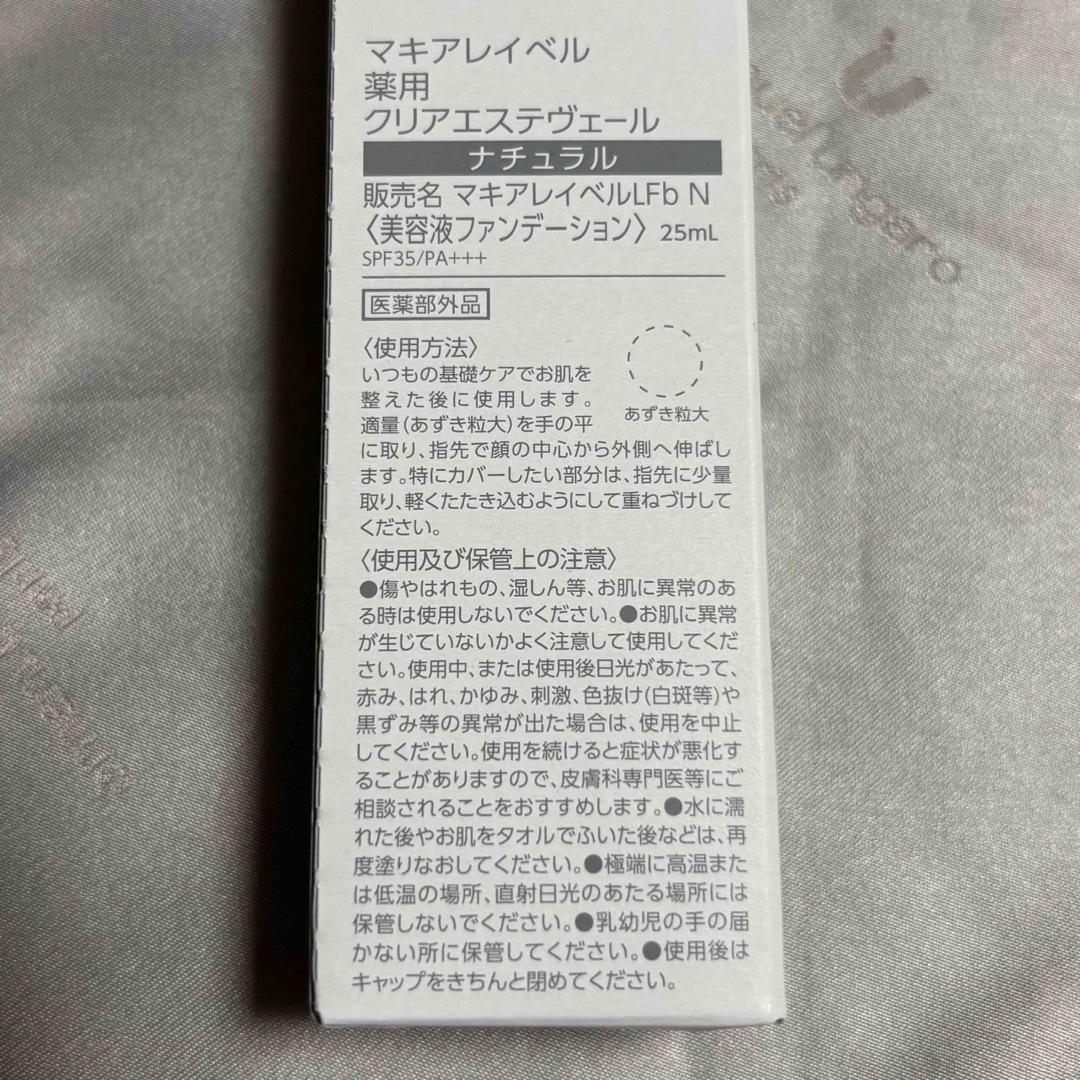 マキアレイベル
薬用
クリアエステヴェール
ナチュラル
販売名 マキアレイベルLFb N
〈美容液ファンデーション〉 25mL
SPF35/PA+++
医薬部外品
〈使用方法〉
いつもの基礎ケアでお肌を
整えた後に使用します。
適量(あずき粒大)を手の平
に取り、指先で顔の中心から外側へ伸ばし
ます。特にカバーしたい部分は、指先に少量
取り、軽くたたき込むようにして重ねづけして
ください。
あずき粒大
〈使用及び保管上の注意〉
●傷やはれもの、湿しん等、お肌に異常のあ
る時は使用しないでください。●お肌に異常
が生じていないかよく注意して使用してくだ
さい。使用中、または使用後日光があたって、
赤み、はれ、かゆみ、刺激、色抜け(白斑等)や
黒ずみ等の異常が出た場合は、使用を中止
してください。使用を続けると症状が悪化す
ることがありますので、皮膚科専門医等にご
相談されることをおすすめします。●水に濡
れた後やお肌をタオルでふいた後などは、再
度塗りなおしてください。●極端に高温また
は低温の場所、直射日光のあたる場所には
保管しないでください。●乳幼児の手の届
かない所に保管してください。●使用後は
キャップをきちんと閉めてください。